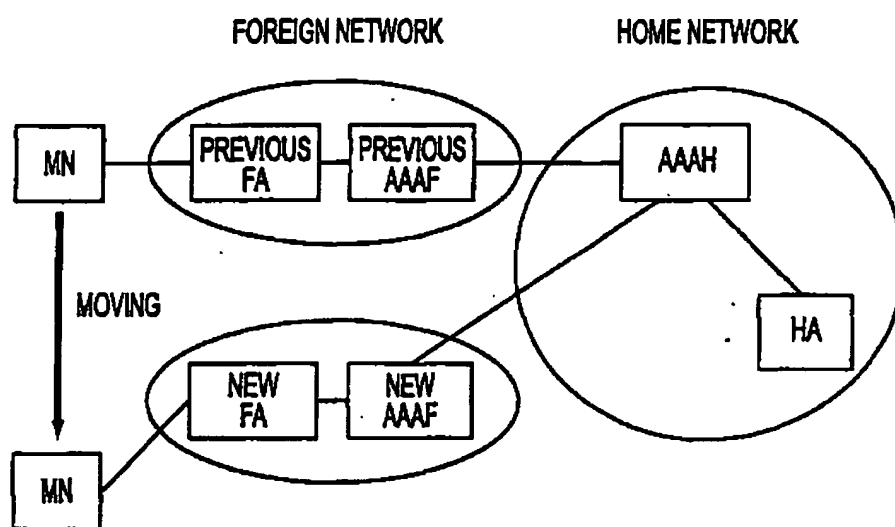 FOREIGN NETWORK
HOME NETWORK
MN
PREVIOUS
FA
PREVIOUS
AAAF
AAAH
MOVING
HA
NEW
FA
NEW
AAAF
MN